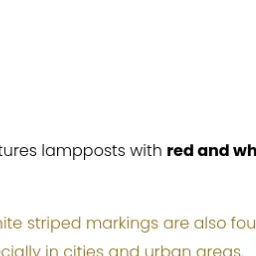 tures lampposts with red and wh
ite striped markings are also fou
cially in cities and urban areas.